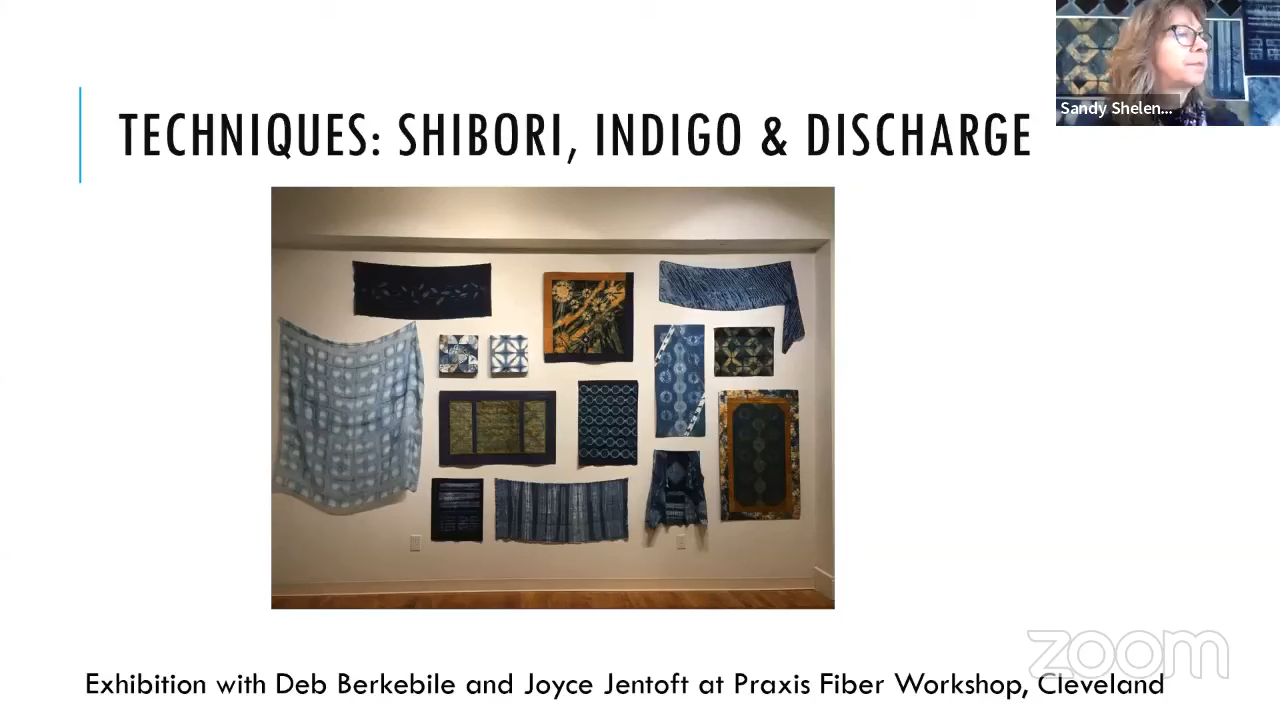 Sandy Shelen...
TECHNIQUES: SHIBORI, INDIGO & DISCHARGE
zoom
Exhibition with Deb Berkebile and Joyce Jentoft at Praxis Fiber Workshop, Cleveland